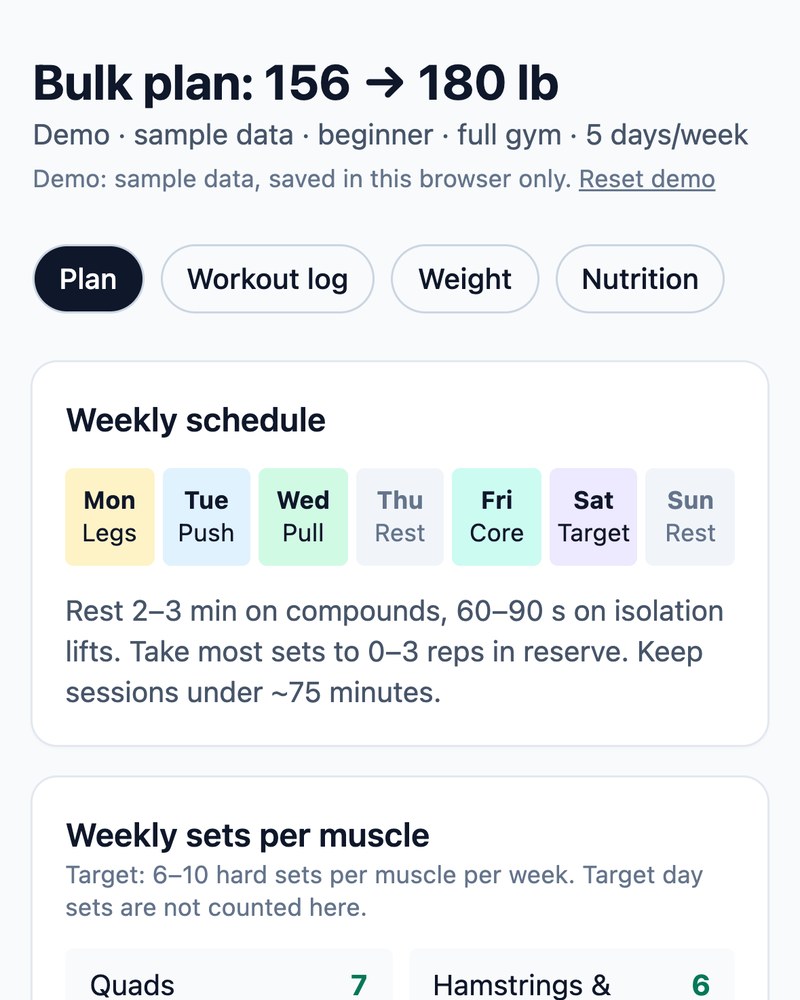 Bulk plan: 156 → 180 lb
Demo · sample data · beginner · full gym · 5 days/week
Demo: sample data, saved in this browser only. Reset demo
Plan
Workout log
Weight
Nutrition
Weekly schedule
Mon
Legs
Tue
Push
Wed
Pull
Thu
Rest
Fri
Core
Sat
Target
Sun
Rest
Rest 2–3 min on compounds, 60–90 s on isolation
lifts. Take most sets to 0–3 reps in reserve. Keep
sessions under ~75 minutes.
Weekly sets per muscle
Target: 6–10 hard sets per muscle per week. Target day
sets are not counted here.
Quads 7
Hamstrings & 6